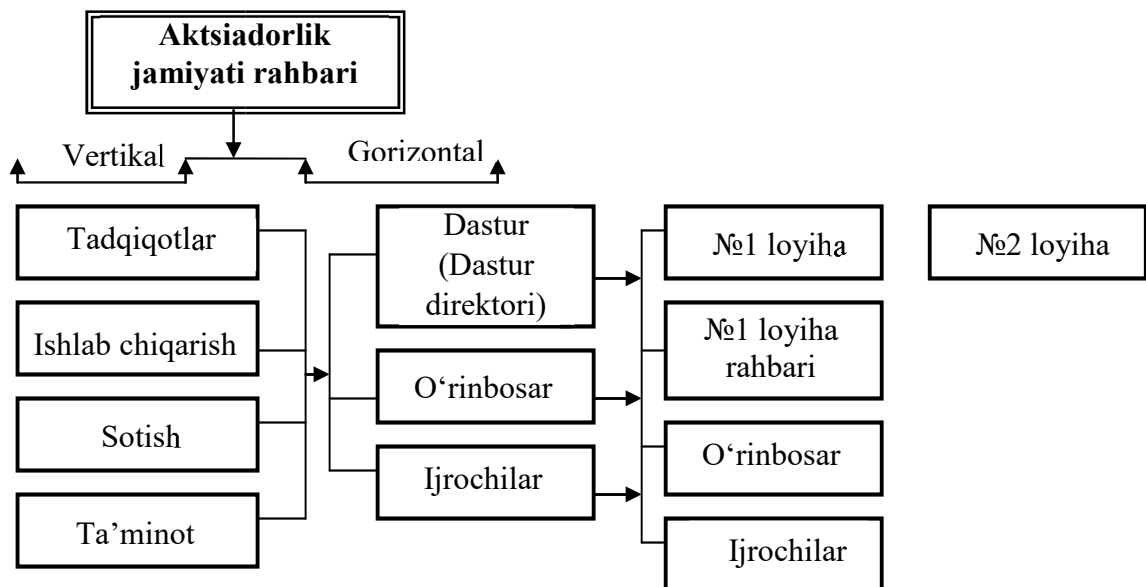 Aktsiadorlik
jamiyati rahbari
Vertikal
Gorizontal
Tadqiqotlar
Ishlab chiqarish
Sotish
Ta’minot
Dastur
(Dastur
direktori)
O‘rinbosar
Ijrochilar
№1 loyiha
№1 loyiha
rahbari
O‘rinbosar
Ijrochilar
№2 loyiha